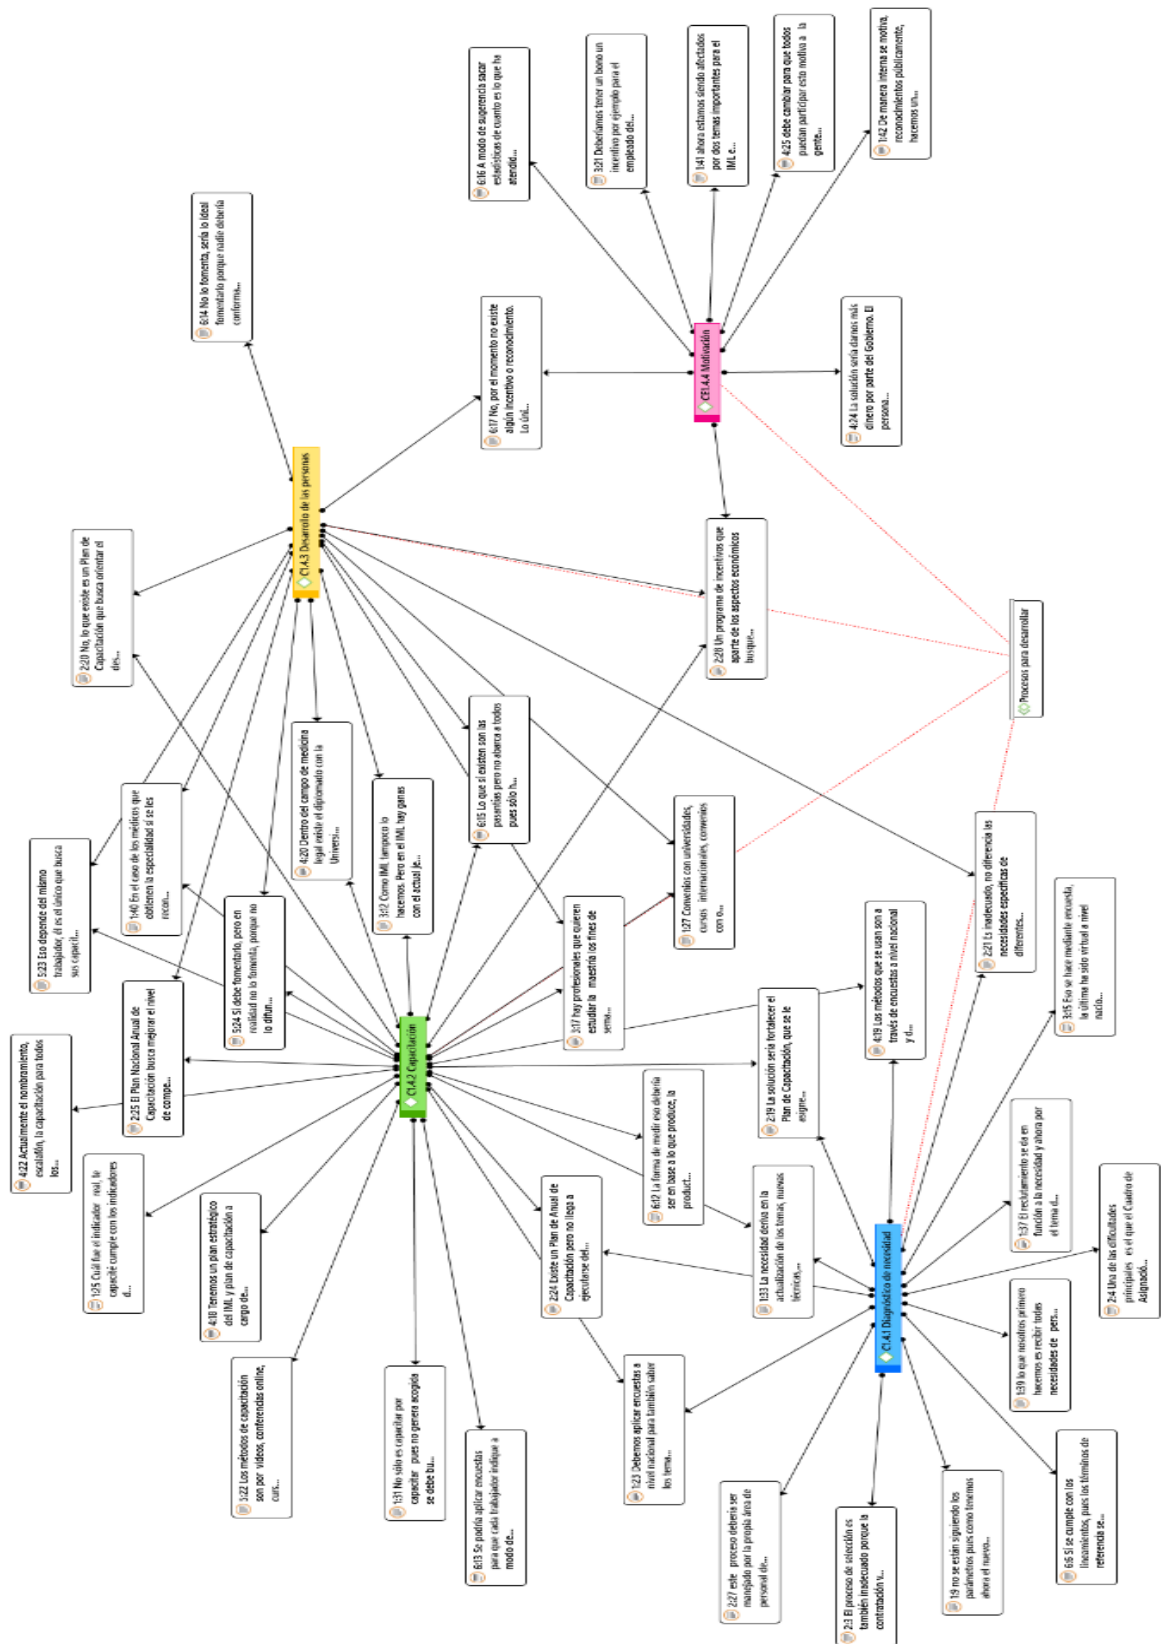 4:22 Actualmente el nombramiento,
escalafón, la capacitación para todos
los...
5:23 Eso depende del mismo
trabajador, él es el único que busca
sus capacit...
2:20 No, lo que existe es un Plan de
Capacitación que busca orientar el
des...
1:25 Cuál fue el indicador real, te
capacité cumple con los indicadores
d...
2:25 El Plan Nacional Anual de
Capacitación busca mejorar el nivel
de compe...
1:40 En el caso de los médicos que
obtienen la especialidad si se les
recon...
6:14 No lo fomenta, sería lo ideal
fomentarlo porque nadie debería
conforma...
4:18 Tenemos un plan estratégico
del IML y plan de capacitación a
cargo de...
5:24 Sí debe fomentarlo, pero en
realidad no lo fomenta, porque no
lo difun...
5:22 Los métodos de capacitación
son por videos, conferencias online,
curs...
4:20 Dentro del campo de medicina
legal existe el diplomado con la
Universi...
C1.4.3 Desarrollo de las personas
1:31 No sólo es capacitar por
capacitar pues no genera acogida
se debe bu...
C1.4.2 Capacitación
3:12 Como IML tampoco lo
hacemos. Pero en el IML hay ganas
con el actual je...
6:13 Se podría aplicar encuestas
para que cada trabajador indique a
modo de...
6:15 Lo que sí existen son las
pasantías pero no abarca a todos
pues sólo h...
6:17 No, por el momento no existe
algún incentivo o reconocimiento.
Lo úni...
6:16 A modo de sugerencia sacar
estadísticas de cuanto es lo que ha
atendid...
2:24 Existe un Plan de Anual de
Capacitación pero no llega a
ejecutarse del...
3:17 hay profesionales que quieren
estudiar la maestría los fines de
sema...
3:21 Deberíamos tener un bono un
incentivo por ejemplo para el
empleado del...
1:23 Debemos aplicar encuestas a
nivel nacional para también saber
los tema...
6:12 La forma de medir eso debería
ser en base a lo que produce, la
product...
1:27 Convenios con universidades,
cursos internacionales, convenios
con o...
CE1.4.4 Motivación
1:41 ahora estamos siendo afectados
por dos temas importantes para el
IML e...
2:27 este proceso debería ser
manejado por la propia área de
personal de...
1:33 La necesidad deriva en la
actualización de los temas, nuevas
técnicas,...
2:19 La solución sería fortalecer el
Plan de Capacitación, que se le
asigne...
2:28 Un programa de incentivos que
aparte de los aspectos económicos
busque...
4:25 debe cambiar para que todos
puedan participar esto motiva a la
gente...
2:3 El proceso de selección es
también inadecuado porque la
contratación v...
C1.4.1 Diagnóstico de necesidad
4:19 Los métodos que se usan son a
través de encuestas a nivel nacional
y d...
4:24 La solución sería darnos más
dinero por parte del Gobierno. El
persona...
1:42 De manera interna se motiva,
reconocimientos públicamente,
hacemos un...
1:9 no se están siguiendo los
parámetros pues como tenemos
ahora el nuevo...
2:21 Es inadecuado, no diferencia las
necesidades específicas de
diferentes...
1:39 lo que nosotros primero
hacemos es recibir todas
necesidades de pers...
1:37 El reclutamiento se da en
función a la necesidad y ahora por
el tema d...
Procesos para desarrollar
6:6 Sí se cumple con los
lineamientos, pues los términos de
referencia se...
3:15 Eso se hace mediante encuesta,
la última ha sido virtual a nivel
nacio...
2:4 Una de las dificultades
principales es el que el Cuadro de
Asignació...